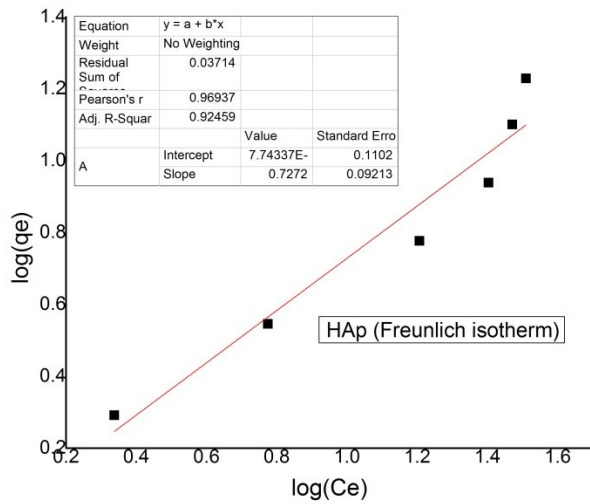 1.4
1.2
1.0
0.8
0.6
0.4
0.2
log(qe)
Equation y = a + b*x
Weight No Weighting
Residual 0.03714
Sum of
Pearson's r 0.96937
Adj. R-Squar 0.92459
Value Standard Erro
A
Intercept 7.74337E- 0.1102
Slope 0.7272 0.09213
HAp (Freunlich isotherm)
0.2 0.4 0.6 0.8 1.0 1.2 1.4 1.6
log(Ce)